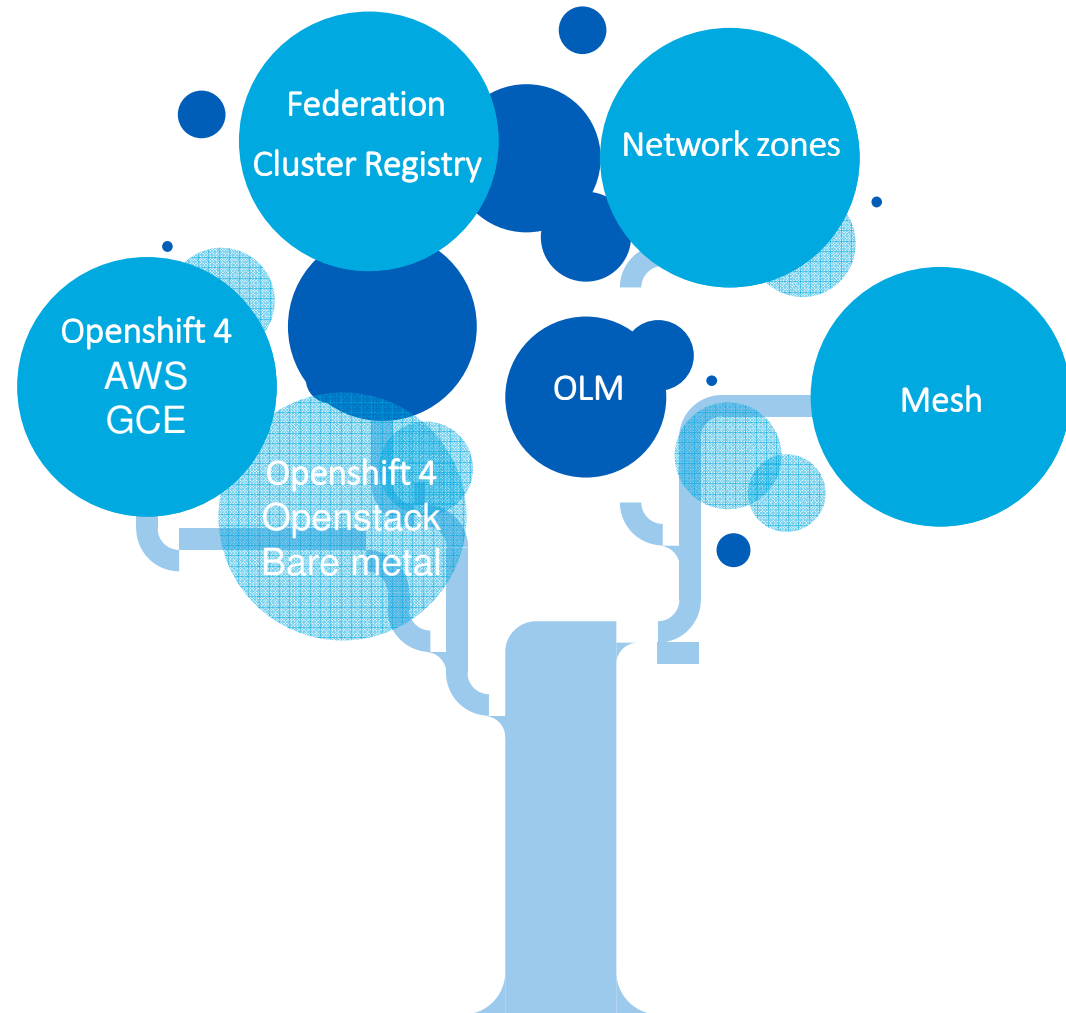 Federation
Cluster Registry
Network zones
Openshift 4
AWS
GCE
OLM
Mesh
Openshift 4
Openstack
Bare metal